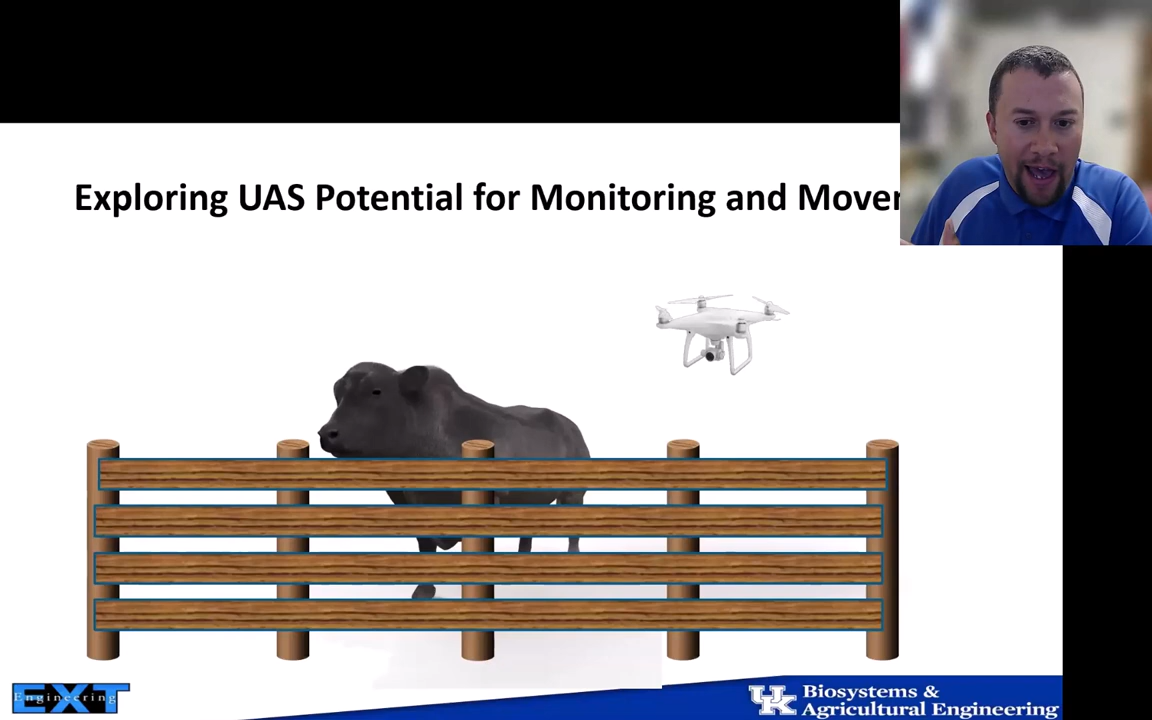 Exploring UAS Potential for Monitoring and Mover
EXT
Engineering
UK
Biosystems &
Agricultural Engineering